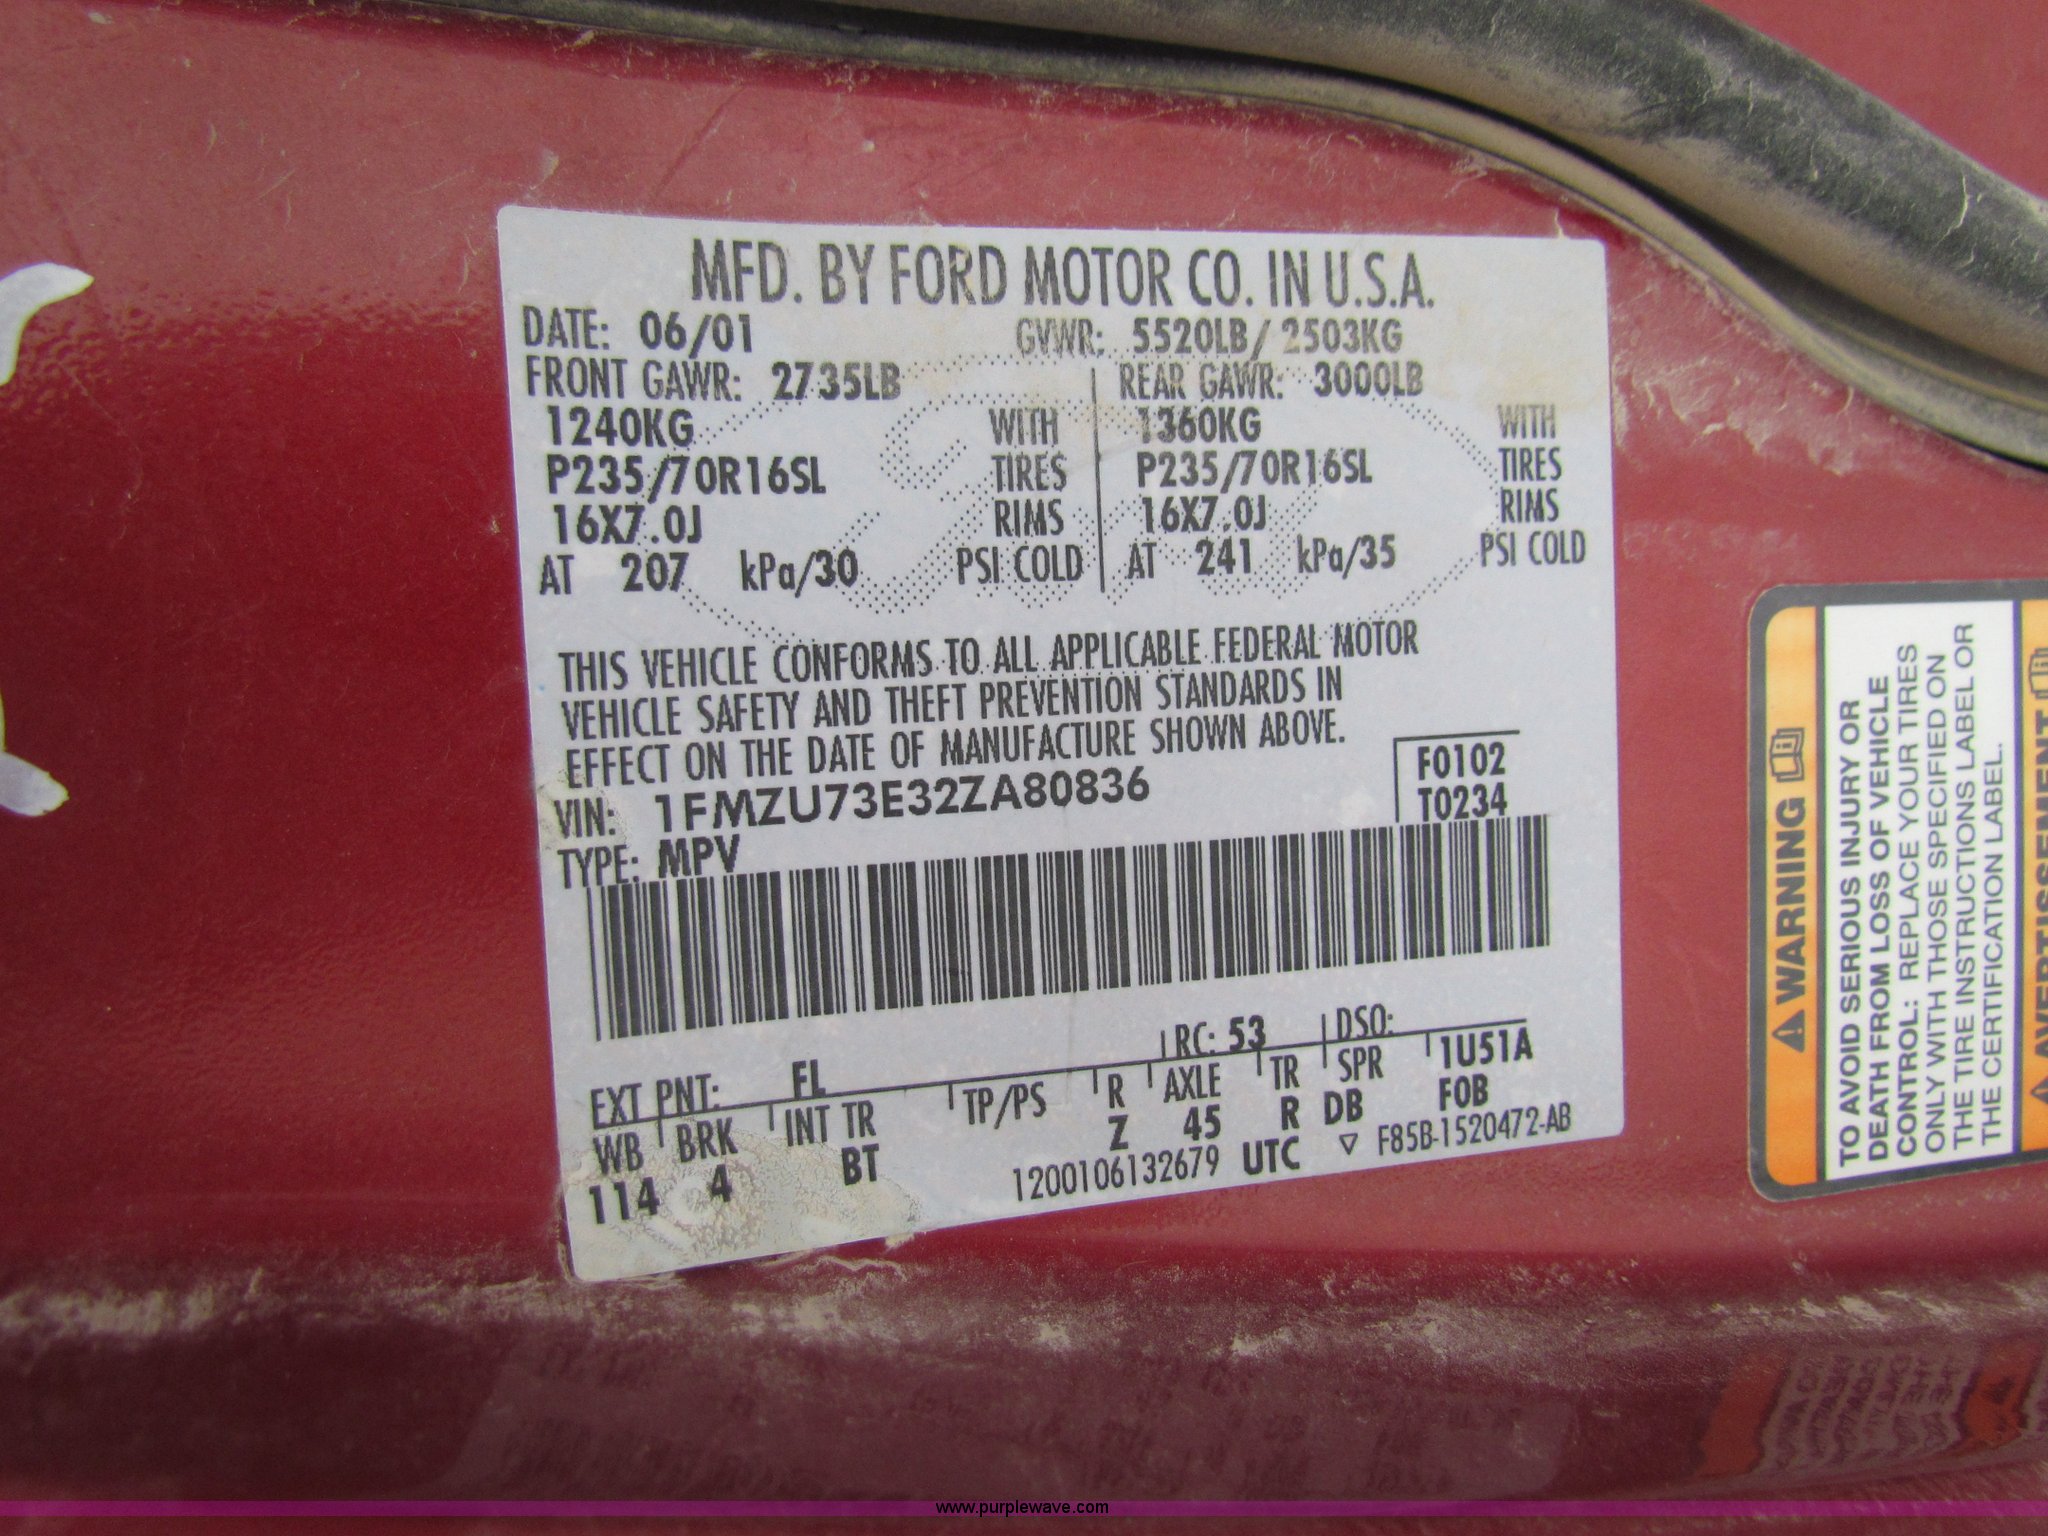 MFD. BY FORD MOTOR CO. IN U.S.A.
DATE: 06/01 GVWR: 5520LB/ 2503KG
FRONT GAWR: 2735LB REAR GAWR: 3000LB
1240KG WITH 1360KG WITH
P235/70R16SL TIRES P235/70R16SL TIRES
16X7.0J RIMS 16X7.0J RIMS
AT 207 kPa/30 PSI COLD AT 241 kPa/35 PSI COLD
THIS VEHICLE CONFORMS TO ALL APPLICABLE FEDERAL MOTOR
VEHICLE SAFETY AND THEFT PREVENTION STANDARDS IN
EFFECT ON THE DATE OF MANUFACTURE SHOWN ABOVE.
VIN: 1FMZU73E32ZA80836 F0102
TYPE: MPV T0234
EXT PNT: FL RC: 53 DSO:
WB BRK INT TR TP/PS R AXLE TR SPR 1U51A
114 4 BT Z 45 R DB FOB
1200106132679 UTC ▽ F85B-1520472-AB
⚠ WARNING
TO AVOID SERIOUS INJURY OR
DEATH FROM LOSS OF VEHICLE
CONTROL: REPLACE YOUR TIRES
ONLY WITH THOSE SPECIFIED ON
THE TIRE INSTRUCTIONS LABEL OR
THE CERTIFICATION LABEL.
⚠ AVERTISSEMENT
www.purplewave.com